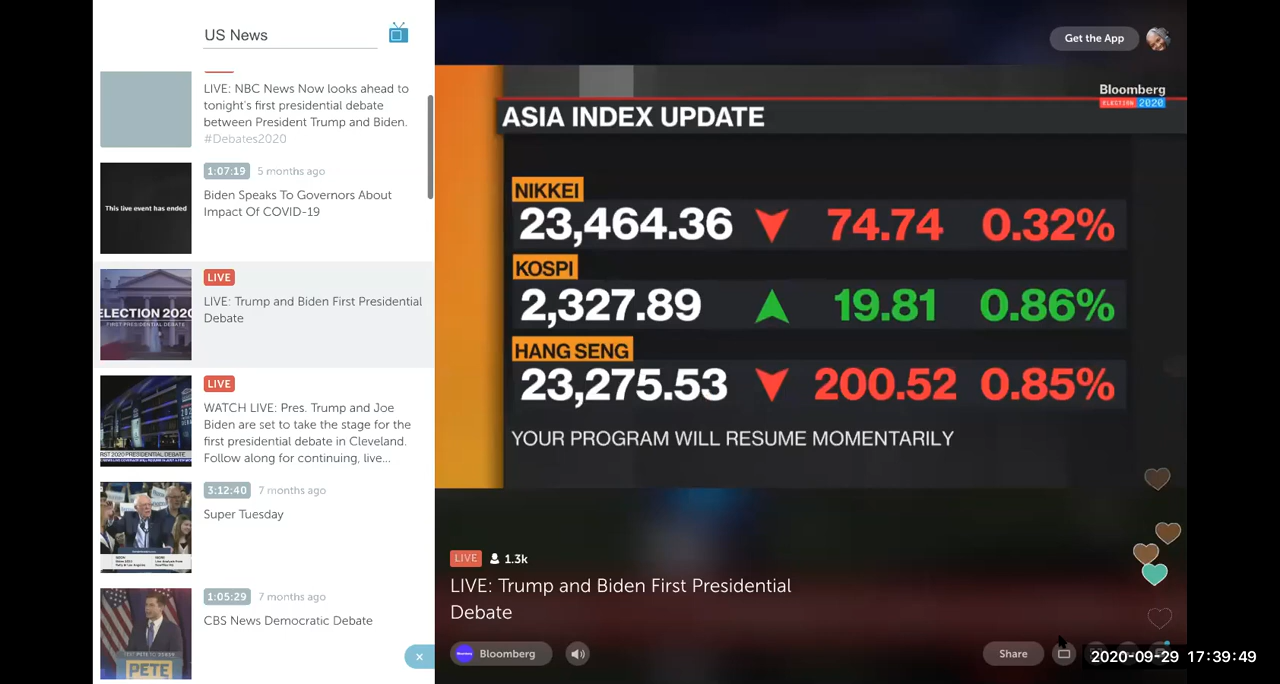 US News
LIVE: NBC News Now looks ahead to
tonight's first presidential debate
between President Trump and Biden.
#Debates2020
1:07:19 5 months ago
Biden Speaks To Governors About
Impact Of COVID-19
This live event has ended
LIVE
LIVE: Trump and Biden First Presidential
Debate
ELECTION 2020
FIRST PRESIDENTIAL DEBATE
LIVE
WATCH LIVE: Pres. Trump and Joe
Biden are set to take the stage for the
first presidential debate in Cleveland.
Follow along for continuing, live...
3:12:40 7 months ago
Super Tuesday
1:05:29 7 months ago
CBS News Democratic Debate
PETE
×
Get the App
Bloomberg
ELECTION 2020
ASIA INDEX UPDATE
NIKKEI
23,464.36 ▼ 74.74 0.32%
KOSPI
2,327.89 ▲ 19.81 0.86%
HANG SENG
23,275.53 ▼ 200.52 0.85%
YOUR PROGRAM WILL RESUME MOMENTARILY
LIVE 1.3k
LIVE: Trump and Biden First Presidential
Debate
Bloomberg
Share
2020-09-29 17:39:49